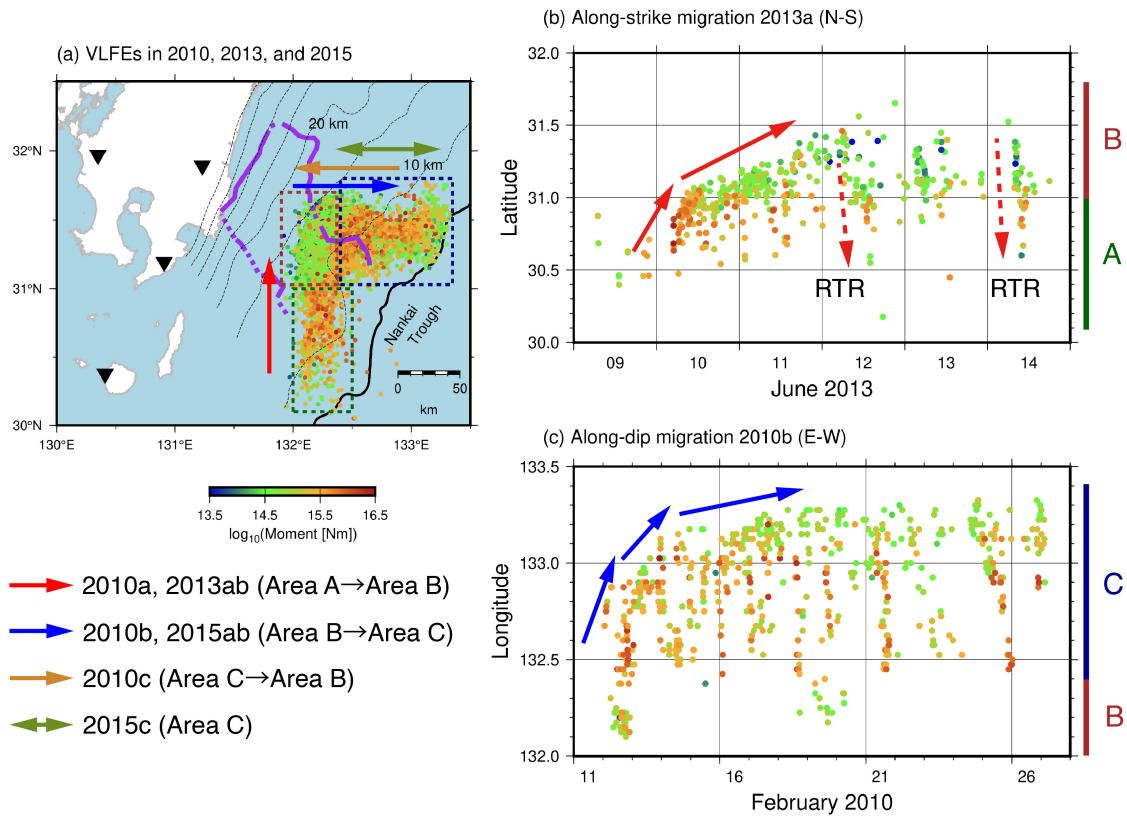 (a) VLFEs in 2010, 2013, and 2015
32°N
31°N
30°N
130°E
131°E
132°E
133°E
20 km
10 km
Nankai
Trough
0
50
km
13.5
14.5
15.5
16.5
log10(Moment [Nm])
2010a, 2013ab (Area A→Area B)
2010b, 2015ab (Area B→Area C)
2010c (Area C→Area B)
2015c (Area C)
(b) Along-strike migration 2013a (N-S)
32.0
31.5
31.0
30.5
30.0
Latitude
RTR
RTR
09
10
11
12
13
14
June 2013
B
A
(c) Along-dip migration 2010b (E-W)
133.5
133.0
132.5
132.0
Longitude
11
16
21
26
February 2010
C
B